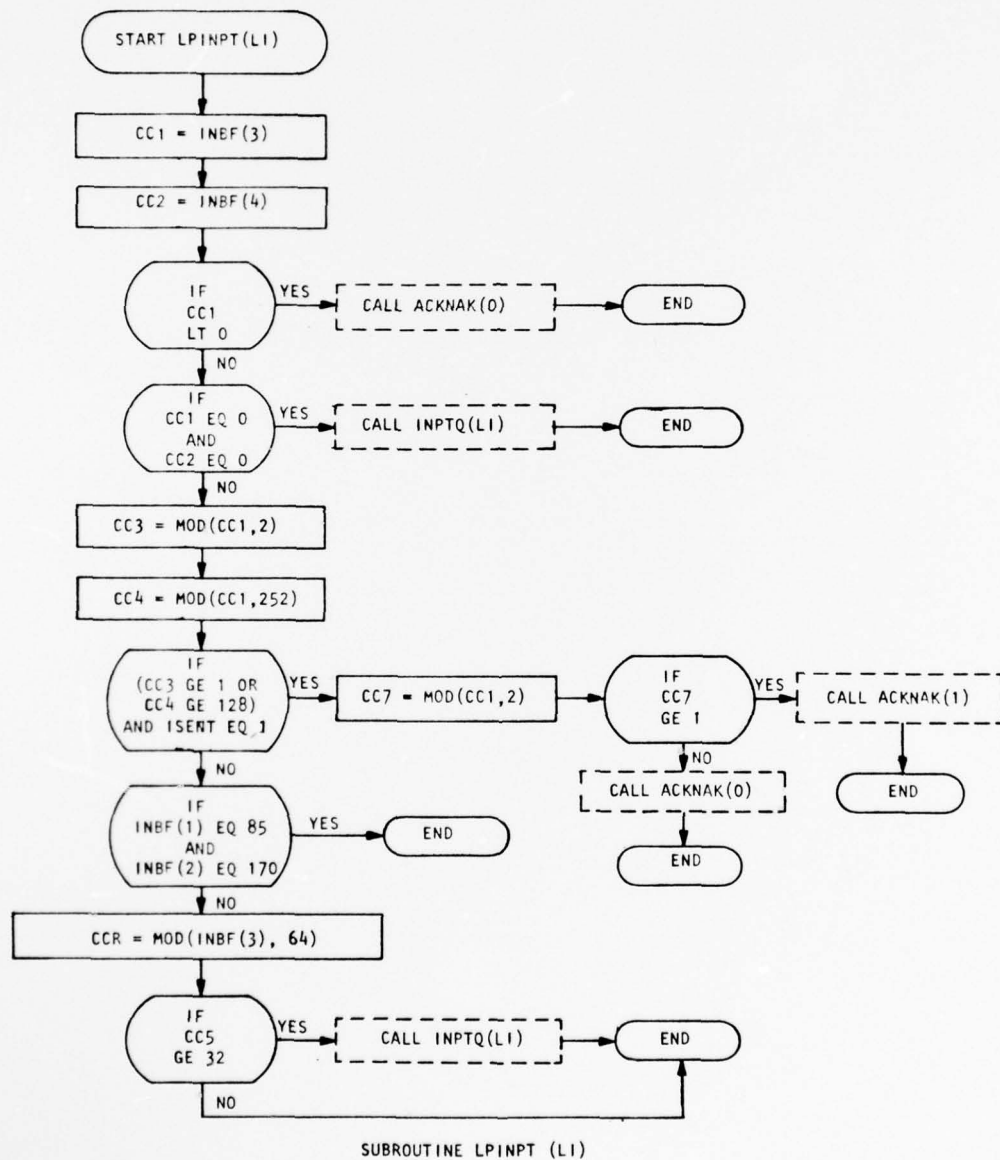 START LPINPT(LI)
CC1 = INBF(3)
CC2 = INBF(4)
IF
CC1
LT 0
YES
CALL ACKNAK(0)
END
NO
IF
CC1 EQ 0
AND
CC2 EQ 0
YES
CALL INPTQ(LI)
END
NO
CC3 = MOD(CC1,2)
CC4 = MOD(CC1,252)
IF
(CC3 GE 1 OR
CC4 GE 128)
AND ISENT EQ 1
YES
CC7 = MOD(CC1,2)
IF
CC7
GE 1
YES
CALL ACKNAK(1)
END
NO
CALL ACKNAK(0)
END
NO
IF
INBF(1) EQ 85
AND
INBF(2) EQ 170
YES
END
NO
CCR = MOD(INBF(3), 64)
IF
CC5
GE 32
YES
CALL INPTQ(LI)
END
NO
SUBROUTINE LPINPT (LI)